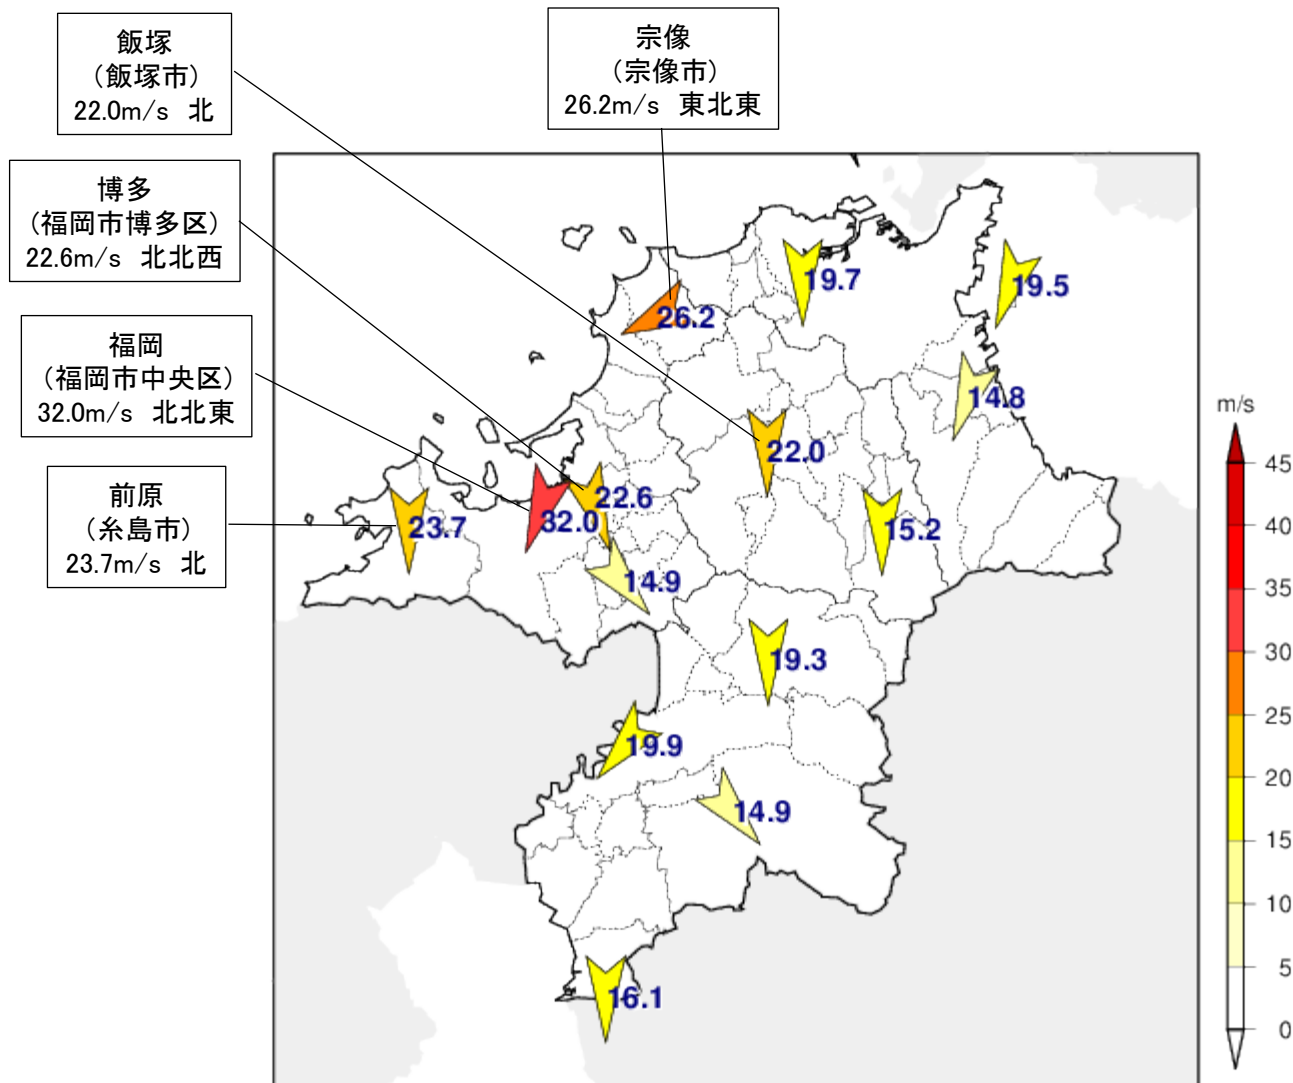 飯塚
（飯塚市）
22.0m/s 北
宗像
（宗像市）
26.2m/s 東北東
博多
（福岡市博多区）
22.6m/s 北北西
福岡
（福岡市中央区）
32.0m/s 北北東
前原
（糸島市）
23.7m/s 北
19.7
19.5
26.2
14.8
22.0
22.6
32.0
23.7
15.2
14.9
19.3
19.9
14.9
16.1
m/s
45
40
35
30
25
20
15
10
5
0